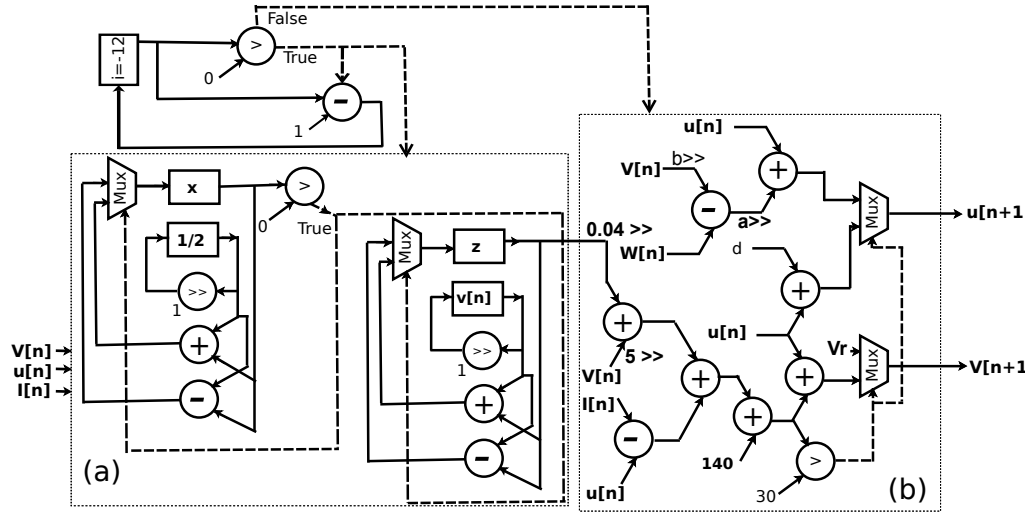 False
i=-12
>
True
0
-
1
u[n]
b>>
V[n]
+
Mux
x
>
-
Mux
0
True
a>>
u[n+1
1/2
0.04 >>
W[n]
Mux
z
d
>>
1
v[n]
+
+
+
u[n]
V[n]
u[n]
I[n]
>>
1
5 >>
Vr
Mux
V[n+1
V[n]
+
+
-
+
I[n]
+
-
-
140
>
30
u[n]
(a)
(b)